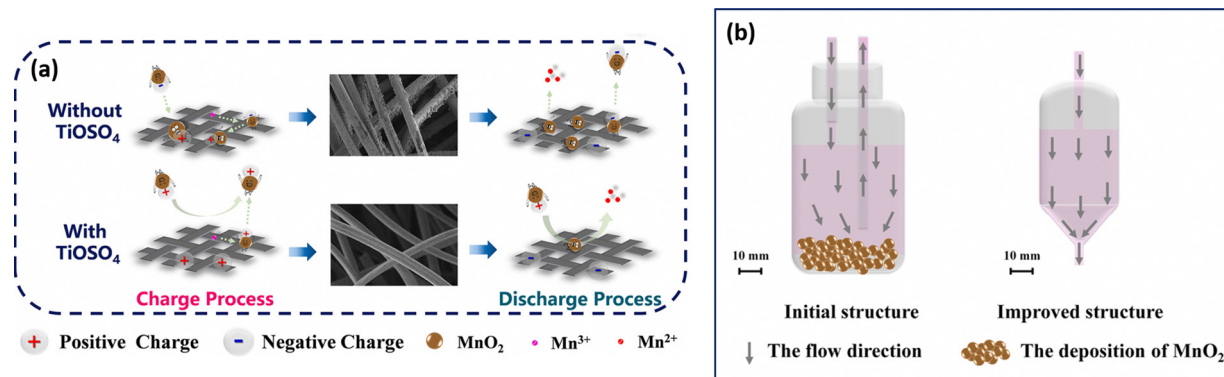 (a)
Without
TiOSO₄
With
TiOSO₄
Charge Process
Discharge Process
+ Positive Charge - Negative Charge MnO₂ Mn³⁺ Mn²⁺
(b)
10 mm
10 mm
Initial structure
Improved structure
The flow direction
The deposition of MnO₂